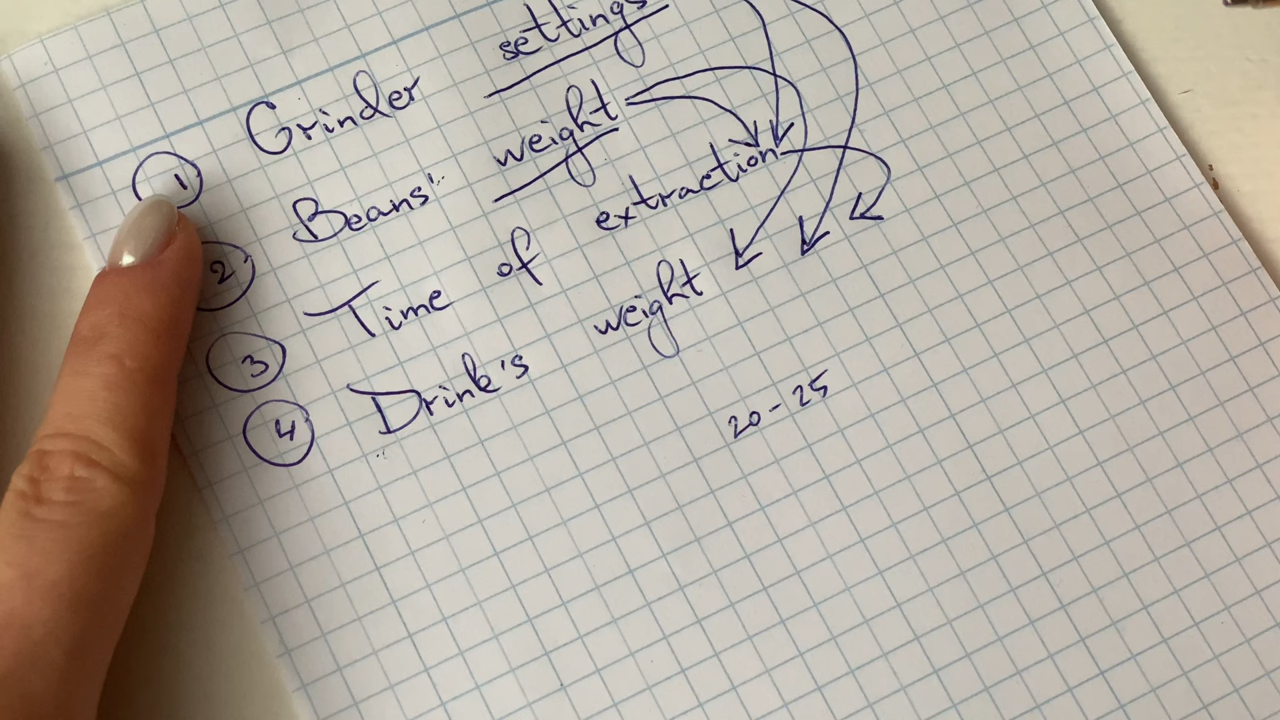 ① Grinder settings
② Beans' weight
③ Time of extraction
④ Drink's weight
20 - 25